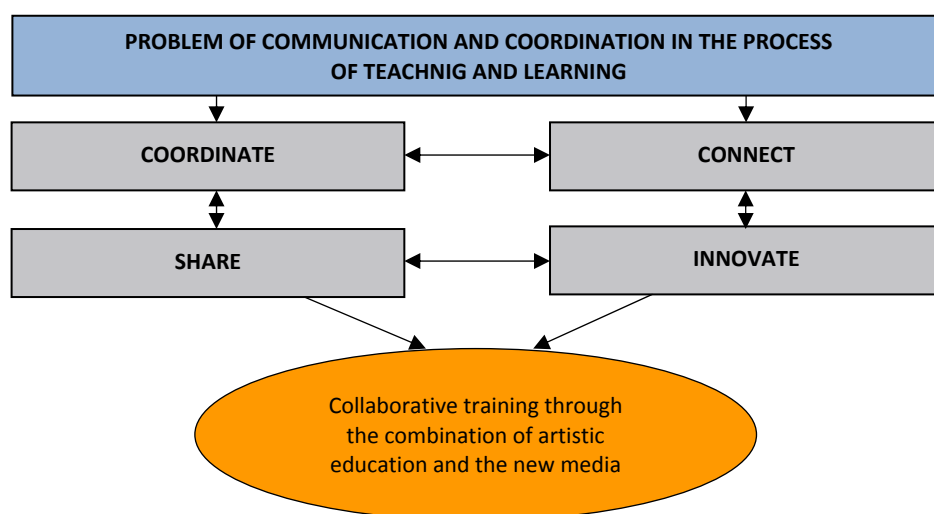 PROBLEM OF COMMUNICATION AND COORDINATION IN THE PROCESS
OF TEACHNIG AND LEARNING
COORDINATE
CONNECT
SHARE
INNOVATE
Collaborative training through
the combination of artistic
education and the new media